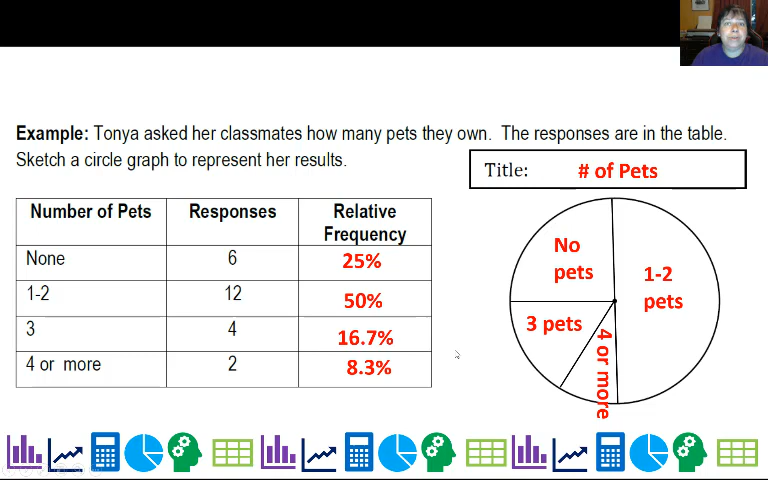 Example: Tonya asked her classmates how many pets they own. The responses are in the table.
Sketch a circle graph to represent her results.
Title: # of Pets
Number of Pets Responses Relative Frequency
None 6 25%
1-2 12 50%
3 4 16.7%
4 or more 2 8.3%
No
pets
1-2
pets
3 pets
4 or more